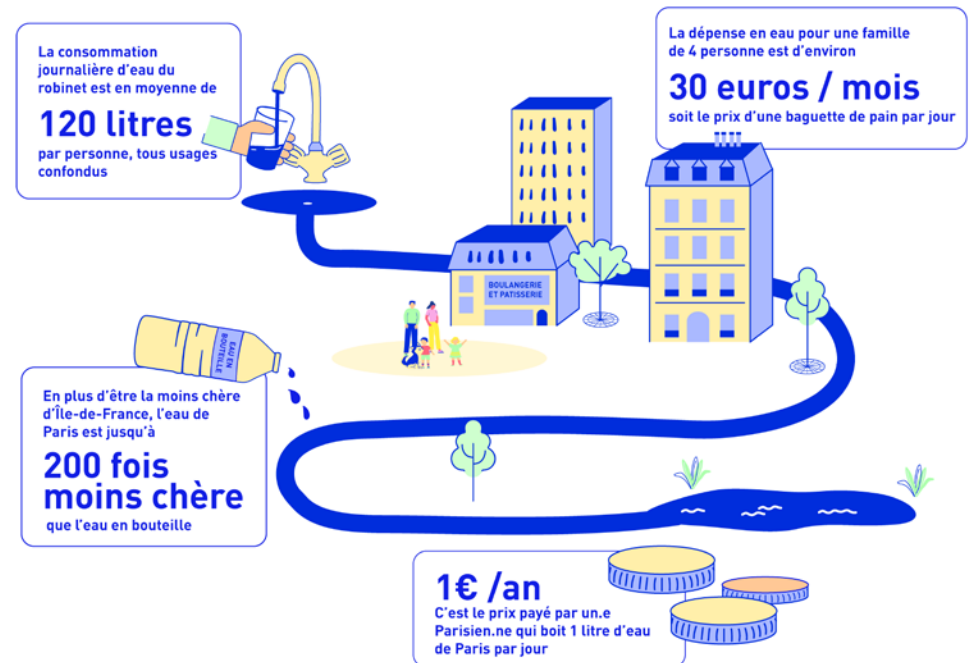 La consommation
journalière d'eau du
robinet est en moyenne de
120 litres
par personne, tous usages
confondus
La dépense en eau pour une famille
de 4 personne est d'environ
30 euros / mois
soit le prix d'une baguette de pain par jour
BOULANGERIE
ET PATISSERIE
EAU EN
BOUTEILLE
En plus d'être la moins chère
d'Île-de-France, l'eau de
Paris est jusqu'à
200 fois
moins chère
que l'eau en bouteille
1€ /an
C'est le prix payé par un.e
Parisien.ne qui boit 1 litre d'eau
de Paris par jour